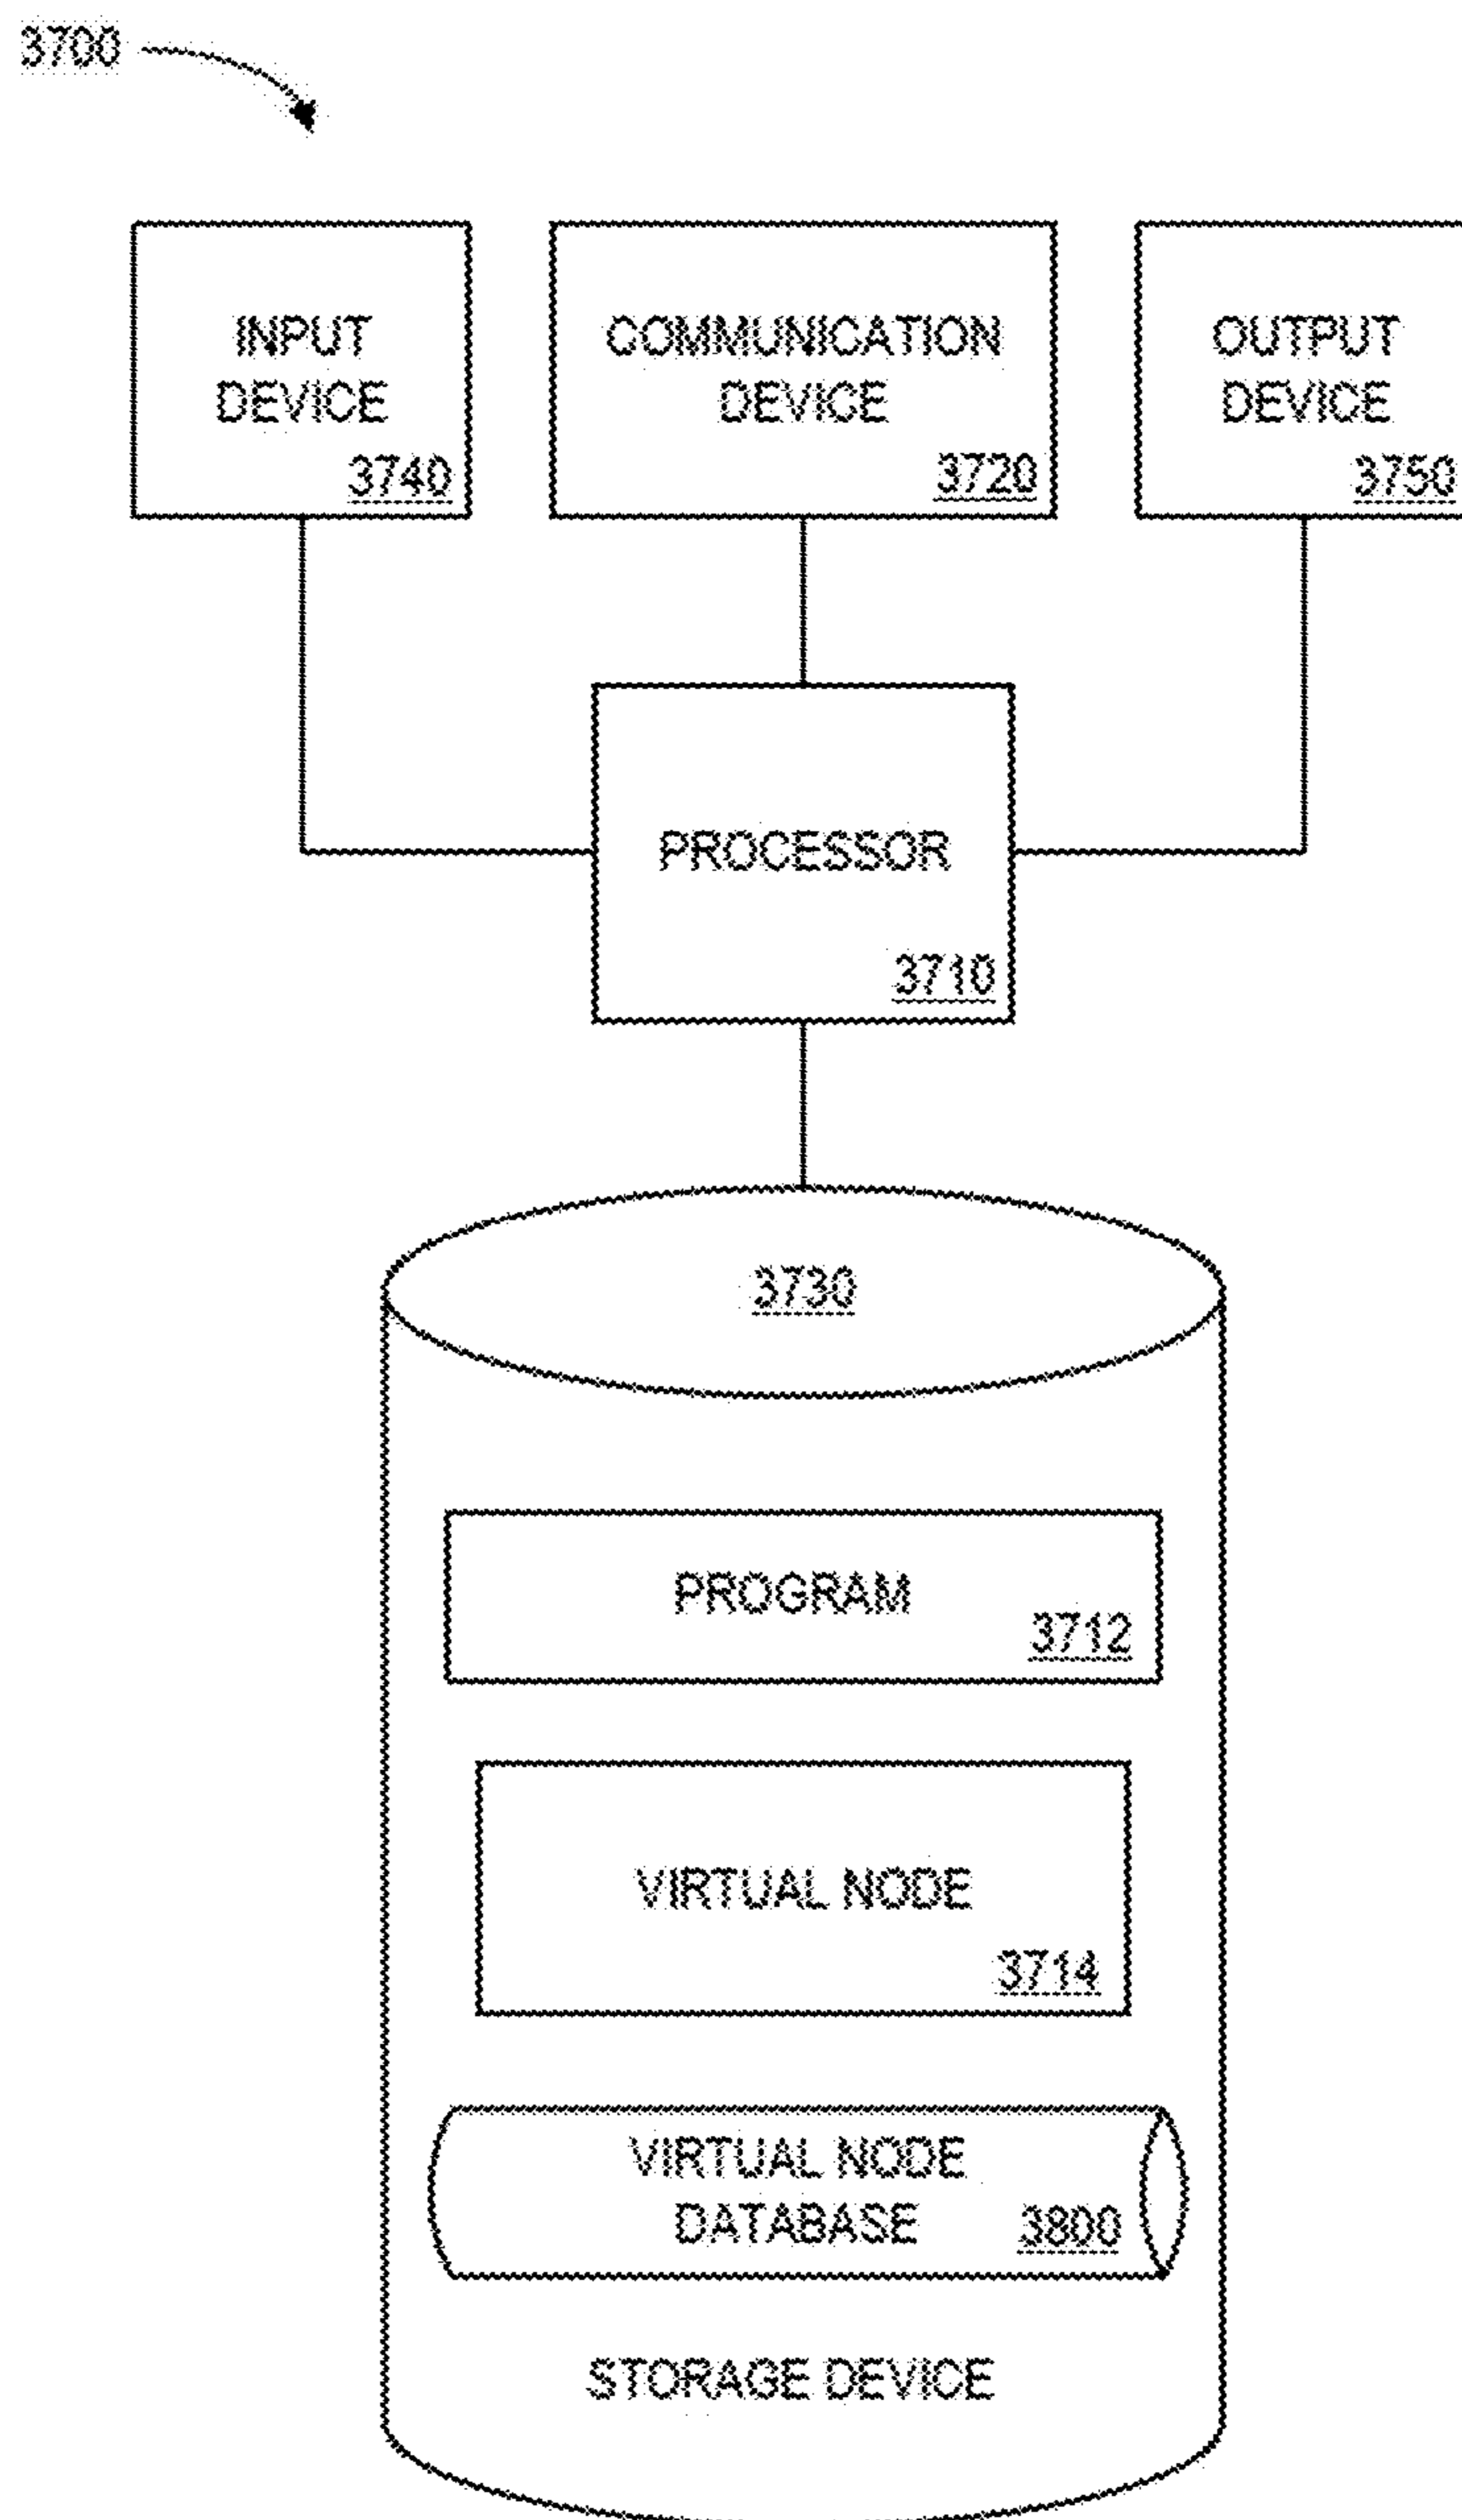 3700
INPUT
DEVICE
3740
COMMUNICATION
DEVICE
3720
OUTPUT
DEVICE
3750
PROCESSOR
3710
3730
PROGRAM
3712
VIRTUAL NODE
3714
VIRTUAL NODE
DATABASE
3800
STORAGE DEVICE